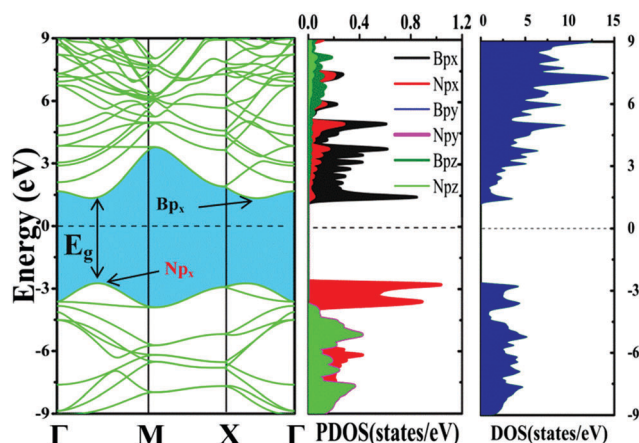 0.0 0.4 0.8 1.2 0 5 10 15
9 9
6 6
3 3
0 0
-3 -3
-6 -6
-9 -9
Energy (eV)
Eg
Bpx
Npx
Bpx
Npx
Bpy
Npy
Bpz
Npz
Γ M X Γ PDOS(states/eV) DOS(states/eV)